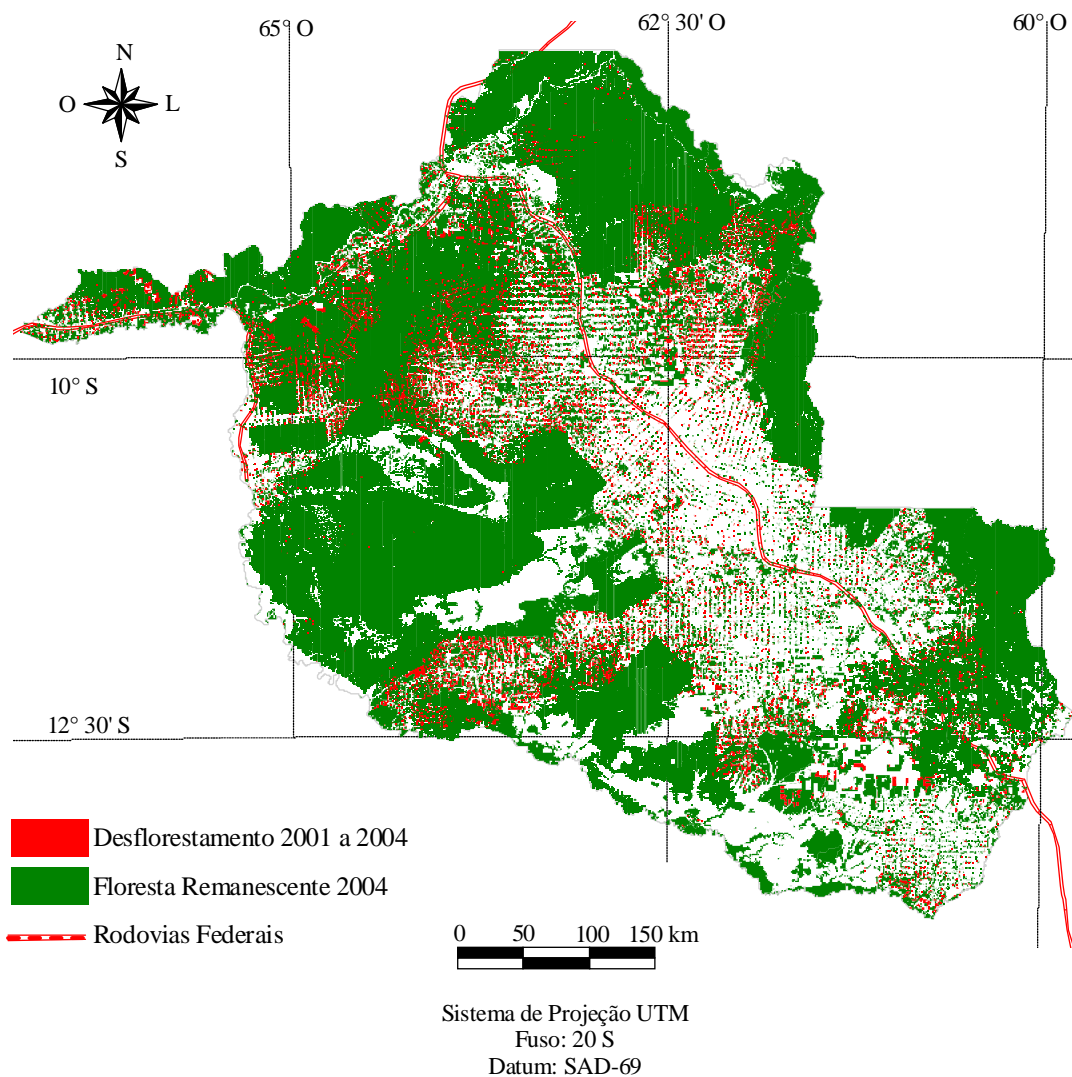 65° O
62° 30' O
60° O
N
O
L
S
10° S
12° 30' S
Desflorestamento 2001 a 2004
Floresta Remanescente 2004
Rodovias Federais
0 50 100 150 km
Sistema de Projeção UTM
Fuso: 20 S
Datum: SAD-69